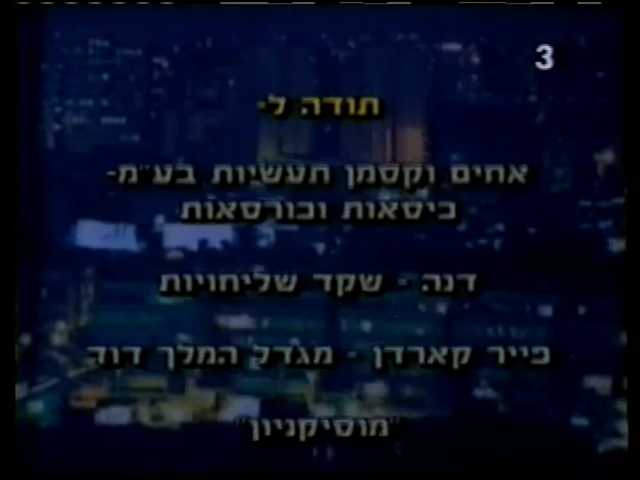 3
תודה ל-
אחים וקסמן תעשיות בע"מ-
כיסאות וכורסאות
דנה - שקד שליחויות
פייר קארדן - מגדל המלך דוד
"מוסיקניון"